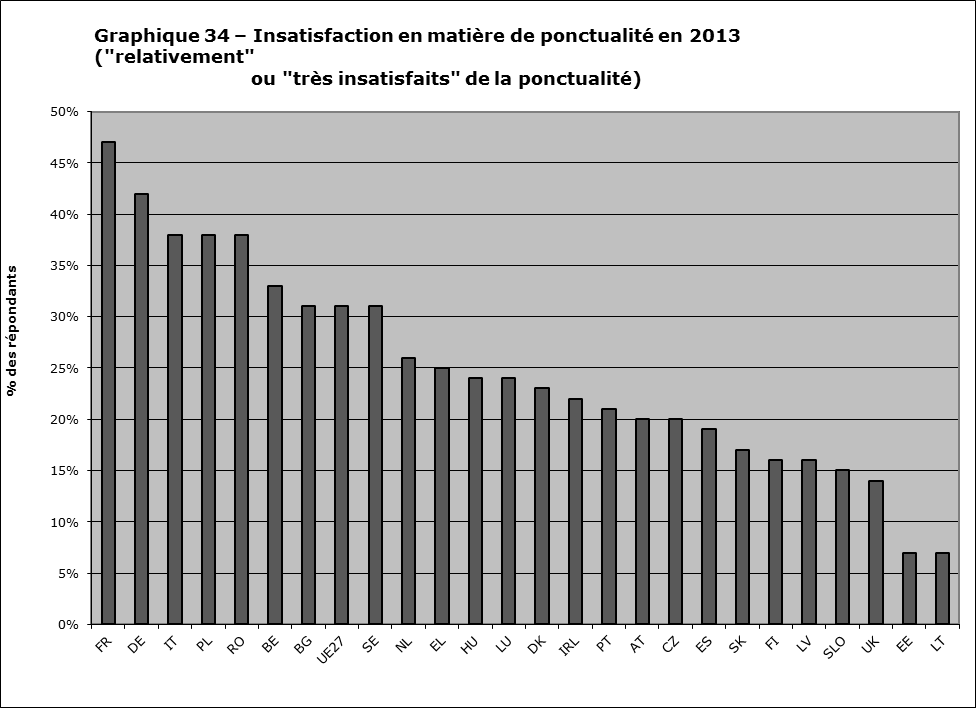 Graphique 34 – Insatisfaction en matière de ponctualité en 2013
("relativement"
ou "très insatisfaits" de la ponctualité)
50%
45%
40%
35%
30%
25%
20%
15%
10%
5%
0%
% des répondants
FR DE IT PL RO BE BG UE27 SE NL EL HU LU DK IRL PT AT CZ ES SK FI LV SLO UK EE LT